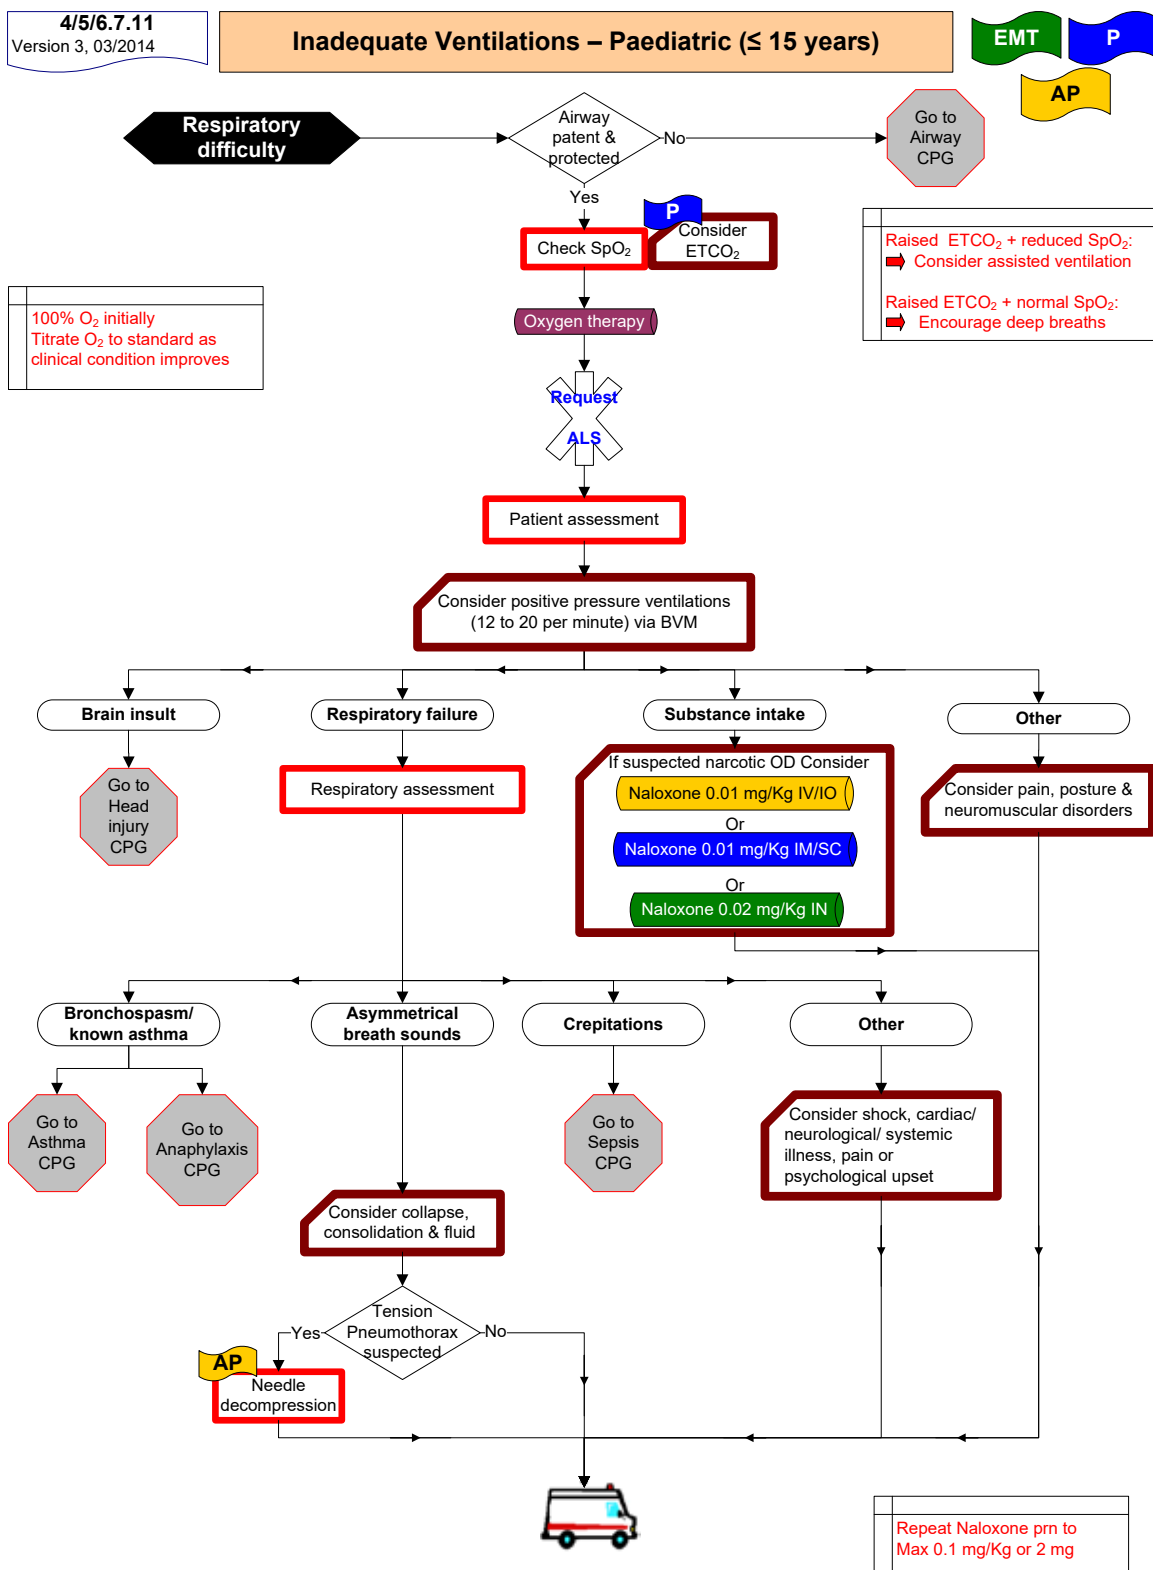 4/5/6.7.11
Version 3, 03/2014
Inadequate Ventilations – Paediatric (≤ 15 years)
EMT
P
AP
Respiratory
difficulty
Airway
patent &
protected
No
Go to
Airway
CPG
Yes
P
Check SpO₂
Consider
ETCO₂
Raised ETCO₂ + reduced SpO₂:
Consider assisted ventilation
Raised ETCO₂ + normal SpO₂:
Encourage deep breaths
100% O₂ initially
Titrate O₂ to standard as
clinical condition improves
Oxygen therapy
Request
ALS
Patient assessment
Consider positive pressure ventilations
(12 to 20 per minute) via BVM
Brain insult
Respiratory failure
Substance intake
Other
Go to
Head
injury
CPG
Respiratory assessment
If suspected narcotic OD Consider
Naloxone 0.01 mg/Kg IV/IO
Or
Naloxone 0.01 mg/Kg IM/SC
Or
Naloxone 0.02 mg/Kg IN
Consider pain, posture &
neuromuscular disorders
Bronchospasm/
known asthma
Asymmetrical
breath sounds
Crepitations
Other
Go to
Asthma
CPG
Go to
Anaphylaxis
CPG
Go to
Sepsis
CPG
Consider shock, cardiac/
neurological/ systemic
illness, pain or
psychological upset
Consider collapse,
consolidation & fluid
Tension
Pneumothorax
suspected
Yes
No
AP
Needle
decompression
Repeat Naloxone prn to
Max 0.1 mg/Kg or 2 mg